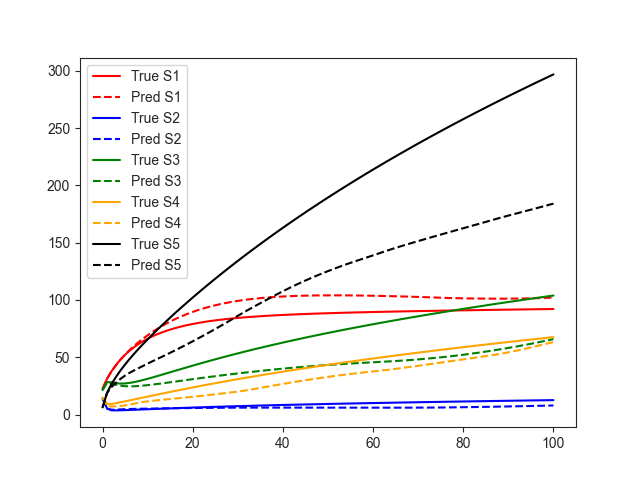 300
250
200
150
100
50
0
True S1
Pred S1
True S2
Pred S2
True S3
Pred S3
True S4
Pred S4
True S5
Pred S5
0 20 40 60 80 100